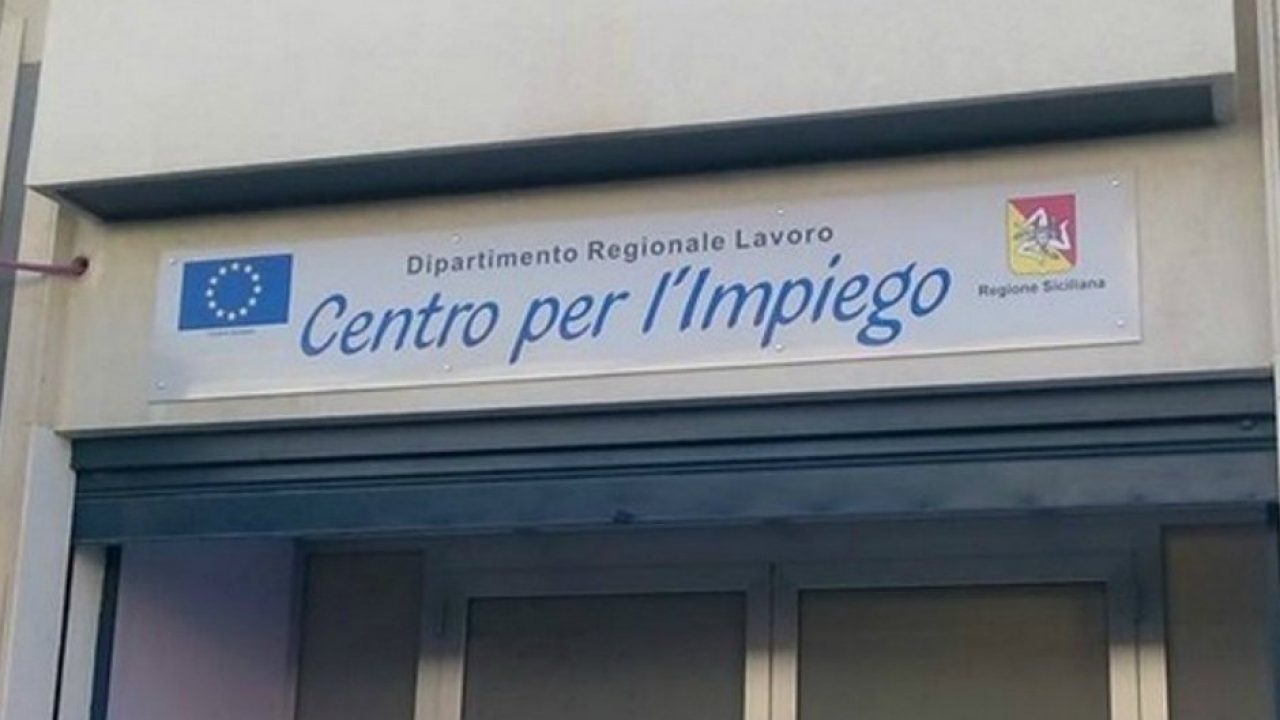 Dipartimento Regionale Lavoro
Centro per l'Impiego
Regione Siciliana